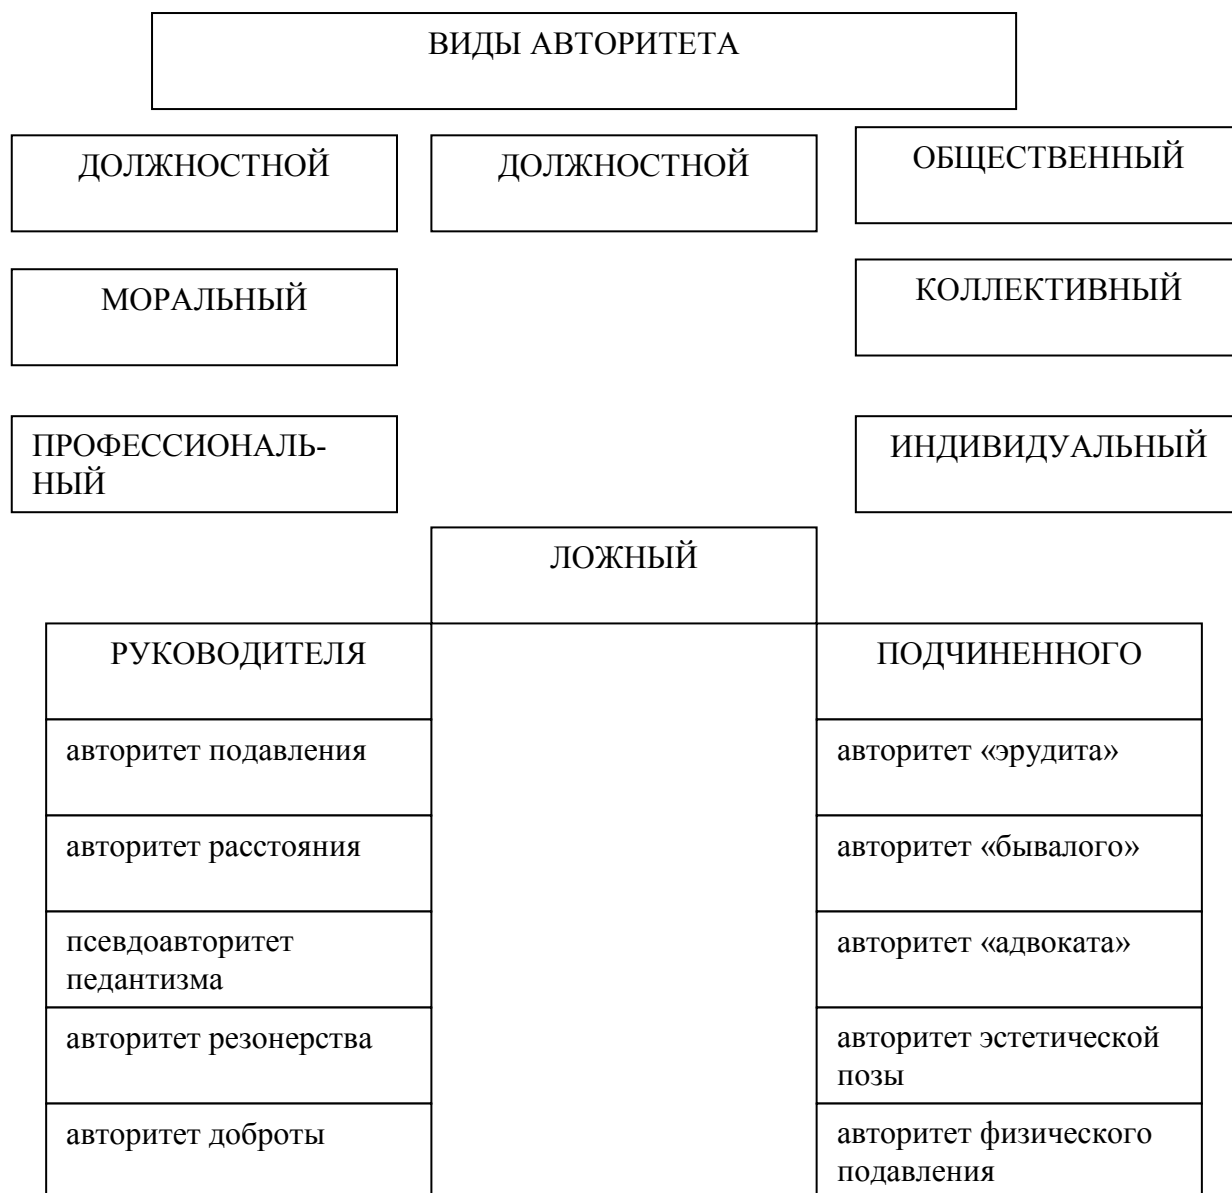 ВИДЫ АВТОРИТЕТА
ДОЛЖНОСТНОЙ
ДОЛЖНОСТНОЙ
ОБЩЕСТВЕННЫЙ
МОРАЛЬНЫЙ
КОЛЛЕКТИВНЫЙ
ПРОФЕССИОНАЛЬ-
НЫЙ
ИНДИВИДУАЛЬНЫЙ
ЛОЖНЫЙ
РУКОВОДИТЕЛЯ
ПОДЧИНЕННОГО
авторитет подавления
авторитет «эрудита»
авторитет расстояния
авторитет «бывалого»
псевдоавторитет
педантизма
авторитет «адвоката»
авторитет резонерства
авторитет эстетической
позы
авторитет доброты
авторитет физического
подавления